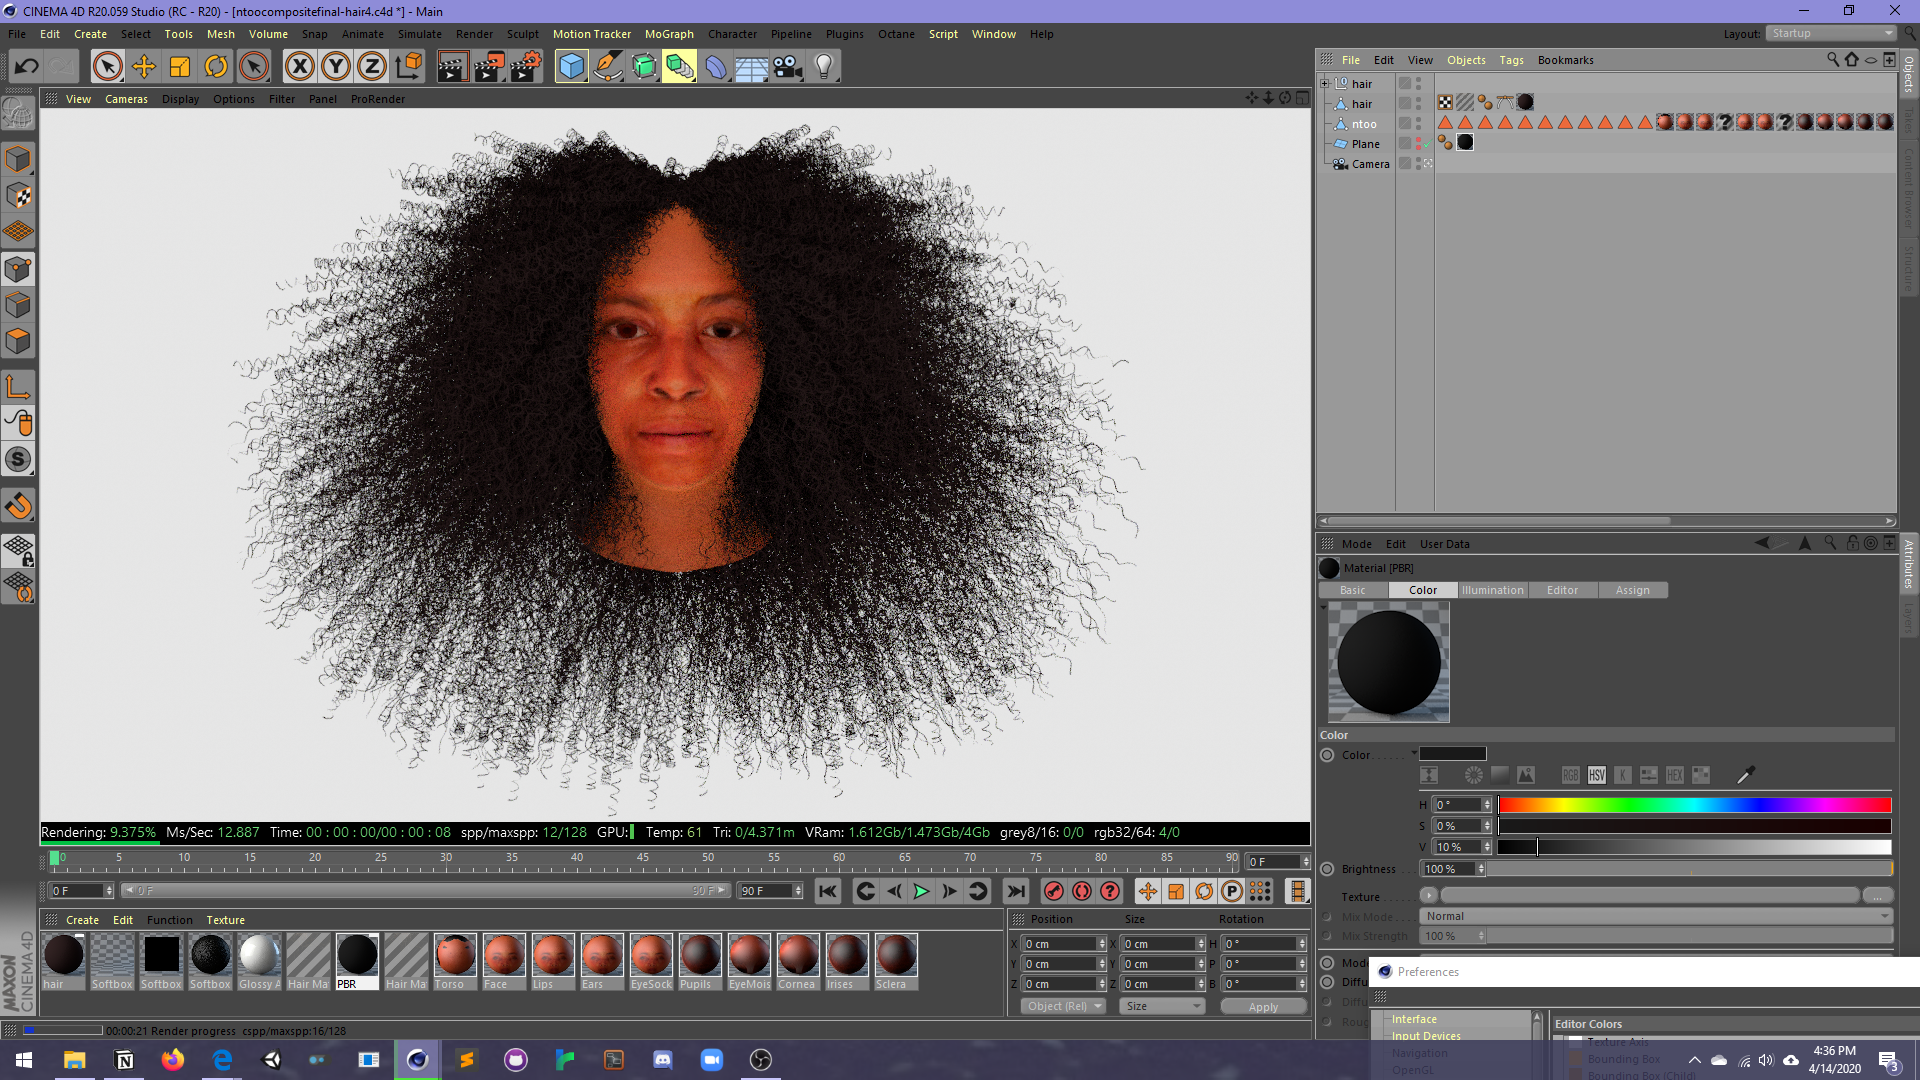 CINEMA 4D R20.059 Studio (RC - R20) - [ntoocompositefinal-hair4.c4d *] - Main
File Edit Create Select Tools Mesh Volume Snap Animate Simulate Render Sculpt Motion Tracker MoGraph Character Pipeline Plugins Octane Script Window Help
Layout: Startup
X Y Z
View Cameras Display Options Filter Panel ProRender
File Edit View Objects Tags Bookmarks
hair
hair
ntoo
Plane
Camera
Objects
Takes
Content Browser
Structure
Mode Edit User Data
Attributes
Layers
Material [PBR]
Basic Color Illumination Editor Assign
Color
Color
RGB HSV K HEX
H 0 °
S 0 %
V 10 %
Brightness 100 %
Texture ...
Mix Mode Normal
Mix Strength 100 %
Rendering: 9.375% Ms/Sec: 12.887 Time: 00 : 00 : 00/00 : 00 : 08 spp/maxspp: 12/128 GPU: Temp: 61 Tri: 0/4.371m VRam: 1.612Gb/1.473Gb/4Gb grey8/16: 0/0 rgb32/64: 4/0
0 5 10 15 20 25 30 35 40 45 50 55 60 65 70 75 80 85 90 0 F
0 F 0 F 90 F 90 F
Create Edit Function Texture
hair Softbox Softbox Softbox Glossy A Hair Ma PBR Hair Ma Torso Face Lips Ears EyeSock Pupils EyeMois Cornea Irises Sclera
Position Size Rotation
X 0 cm X 0 cm H 0 °
Y 0 cm Y 0 cm P 0 °
Z 0 cm Z 0 cm B 0 °
Object (Rel) Size Apply
MAXON
CINEMA 4D
00:00:21 Render progress cspp/maxspp:16/128
Mode
Diffu
Diffu
Roug
Preferences
Interface
Input Devices
Navigation
OpenGL
Editor Colors
Texture Axis
Bounding Box
Bounding Box (Child)
4:36 PM
4/14/2020
3